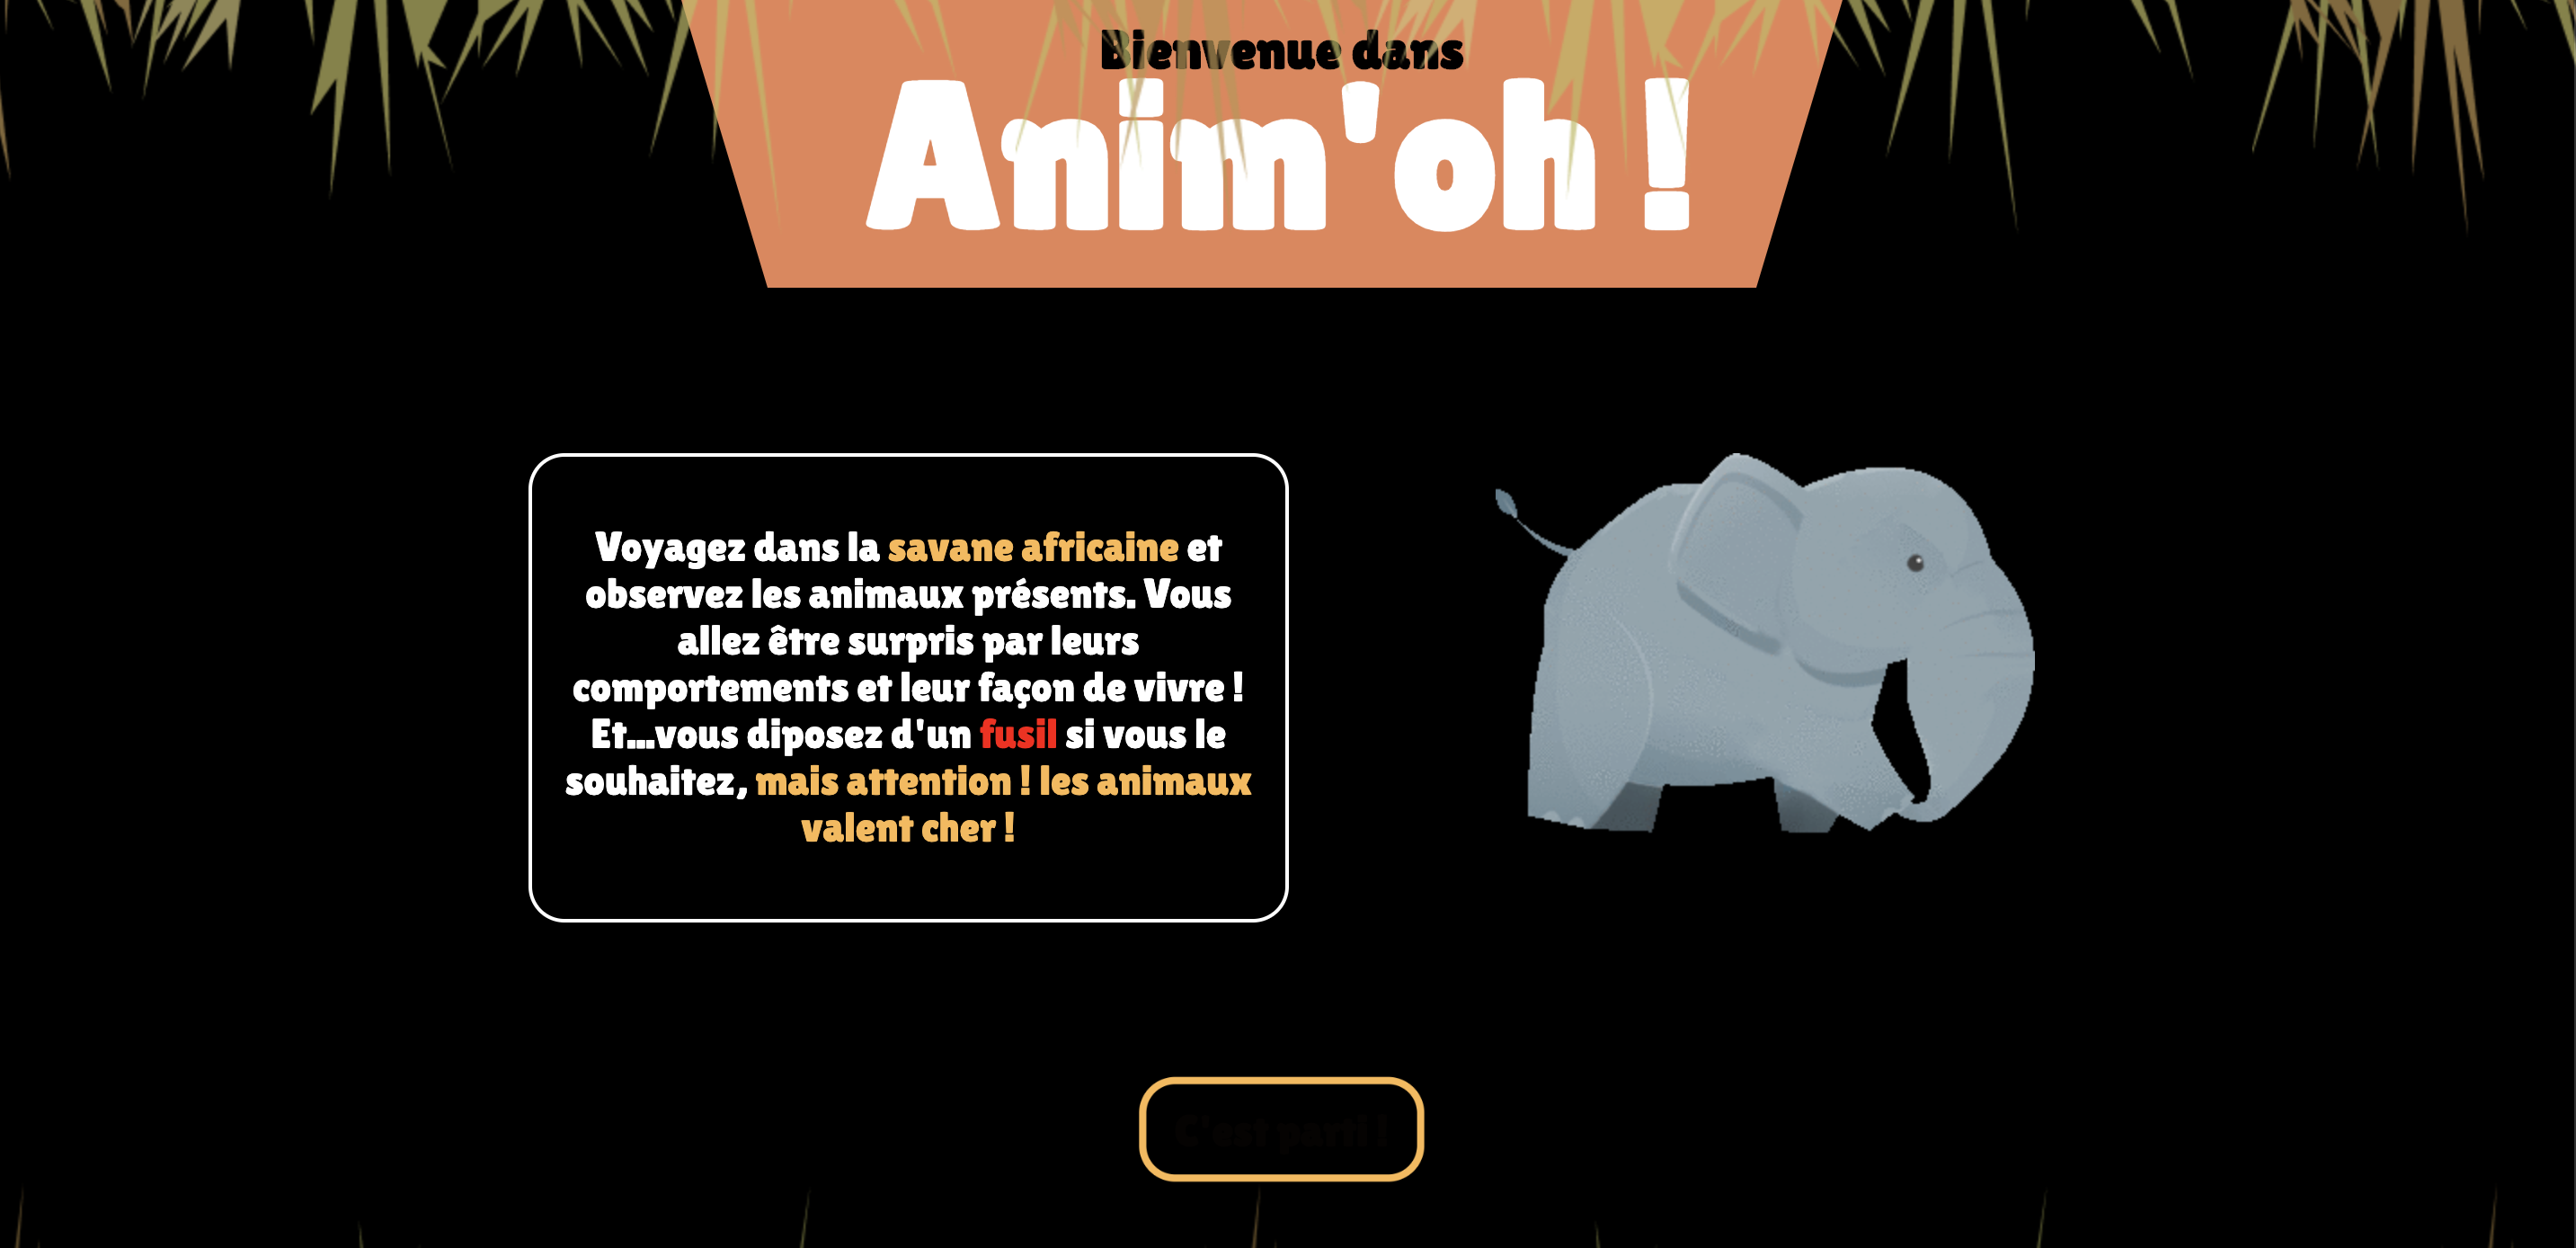 Bienvenue dans
Anim'oh !
Voyagez dans la savane africaine et
observez les animaux présents. Vous
allez être surpris par leurs
comportements et leur façon de vivre !
Et...vous diposez d'un fusil si vous le
souhaitez, mais attention ! les animaux
valent cher !
C'est parti !